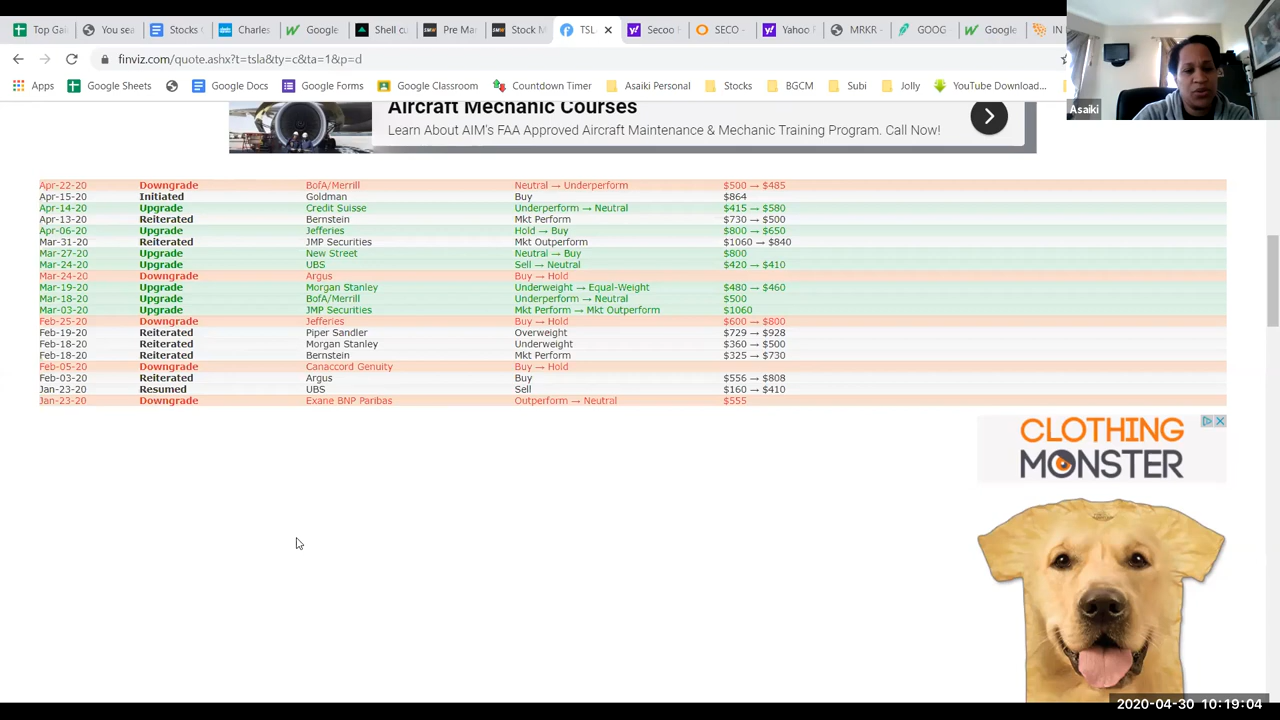 Top Ga
You sea
Stocks
Charles
Google
Shell c
Pre Ma
Stock M
TSL
Secoo H
SECO -
Yahoo F
MRKR
GOOG
Google
IN
finviz.com/quote.ashx?t=tsla&ty=c&ta=1&p=d
Apps
Google Sheets
Google Docs
Google Forms
Google Classroom
Countdown Timer
Asaiki Personal
Stocks
BGCM
Subi
Jolly
YouTube Download...
Asaiki
Aircraft Mechanic Courses
Learn About AIM's FAA Approved Aircraft Maintenance & Mechanic Training Program. Call Now!
Apr-22-20 Downgrade BofA/Merrill Neutral → Underperform $500 → $485
Apr-15-20 Initiated Goldman Buy $864
Apr-14-20 Upgrade Credit Suisse Underperform → Neutral $415 → $580
Apr-13-20 Reiterated Bernstein Mkt Perform $730 → $500
Apr-06-20 Upgrade Jefferies Hold → Buy $800 → $650
Mar-31-20 Reiterated JMP Securities Mkt Outperform $1060 → $840
Mar-27-20 Upgrade New Street Neutral → Buy $800
Mar-24-20 Upgrade UBS Sell → Neutral $420 → $410
Mar-24-20 Downgrade Argus Buy → Hold
Mar-19-20 Upgrade Morgan Stanley Underweight → Equal-Weight $480 → $460
Mar-18-20 Upgrade BofA/Merrill Underperform → Neutral $500
Mar-03-20 Upgrade JMP Securities Mkt Perform → Mkt Outperform $1060
Feb-25-20 Downgrade Jefferies Buy → Hold $600 → $800
Feb-19-20 Reiterated Piper Sandler Overweight $729 → $928
Feb-18-20 Reiterated Morgan Stanley Underweight $360 → $500
Feb-18-20 Reiterated Bernstein Mkt Perform $325 → $730
Feb-05-20 Downgrade Canaccord Genuity Buy → Hold
Feb-03-20 Reiterated Argus Buy $556 → $808
Jan-23-20 Resumed UBS Sell $160 → $410
Jan-23-20 Downgrade Exane BNP Paribas Outperform → Neutral $555
CLOTHING
MONSTER
2020-04-30 10:19:04